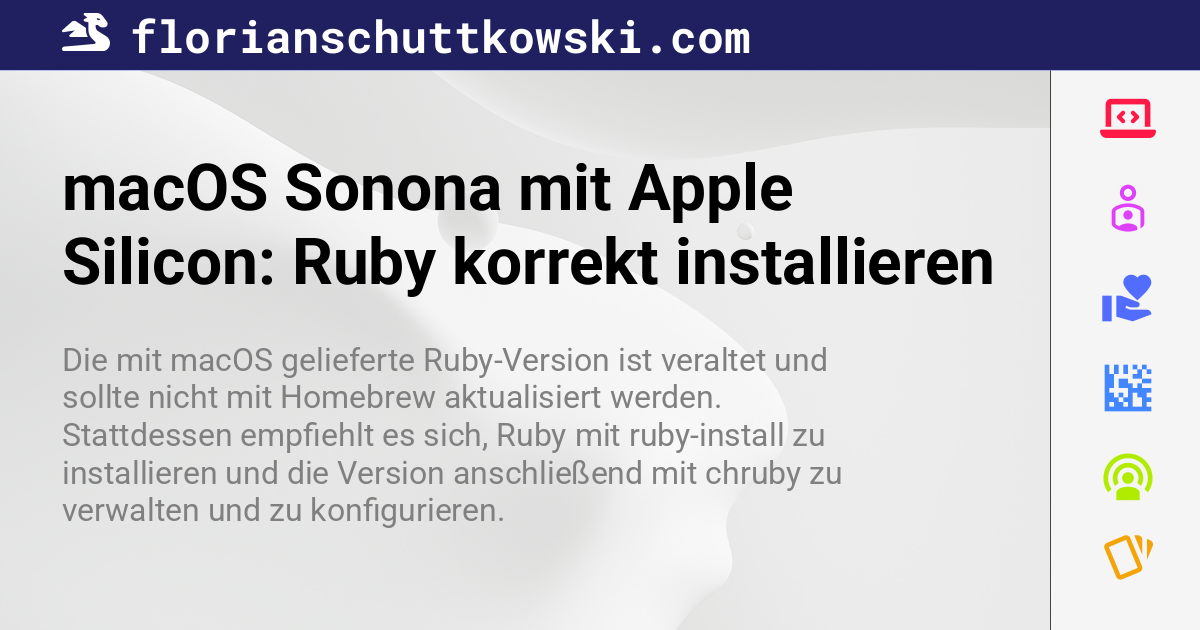 florianschuttkowski.com
macOS Sonona mit Apple
Silicon: Ruby korrekt installieren
Die mit macOS gelieferte Ruby-Version ist veraltet und
sollte nicht mit Homebrew aktualisiert werden.
Stattdessen empfiehlt es sich, Ruby mit ruby-install zu
installieren und die Version anschließend mit chruby zu
verwalten und zu konfigurieren.